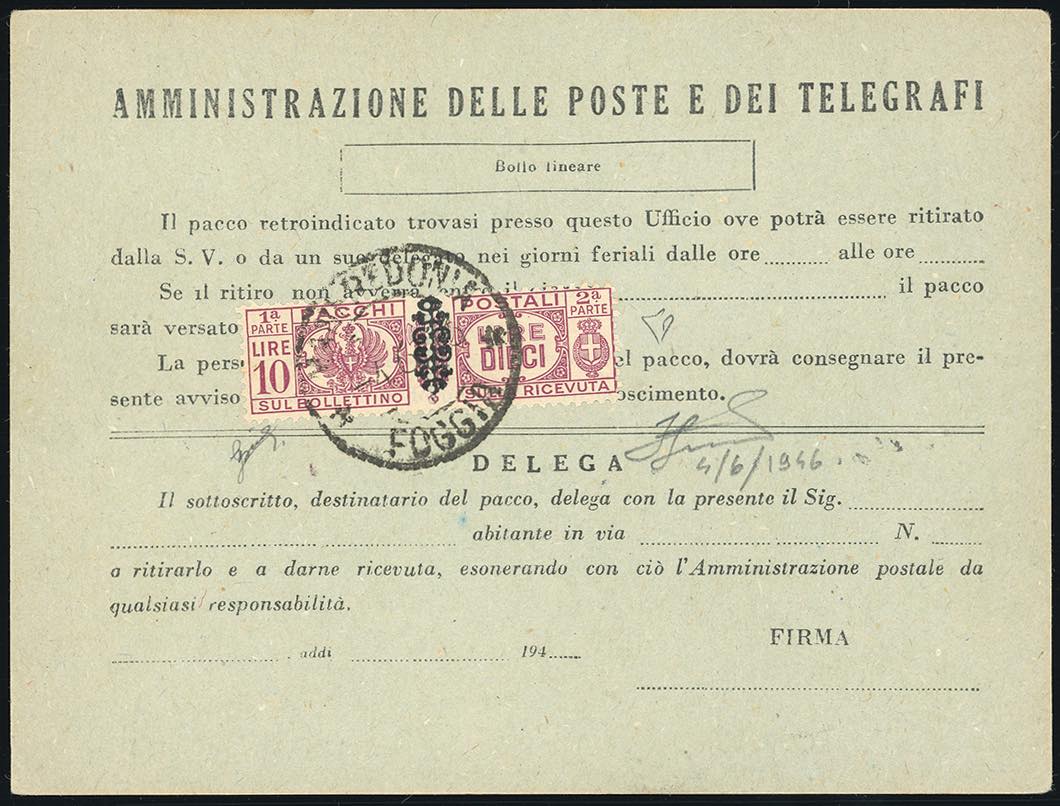 AMMINISTRAZIONE DELLE POSTE E DEI TELEGRAFI
Bollo lineare
Il pacco retroindicato trovasi presso questo Ufficio ove potrà essere ritirato
dalla S. V. o da un suo delegato nei giorni feriali dalle ore ........ alle ore ........
Se il ritiro non avverrà il ........ il pacco
sarà versato
La pers el pacco, dovrà consegnare il pre-
sente avviso oscimento.
1ª PARTE PACCHI POSTALI 2ª PARTE
LIRE 10 LIRE DIECI
SUL BOLLETTINO SULLA RICEVUTA
FOGGIA
DELEGA
4/6/1946
Il sottoscritto, destinatario del pacco, delega con la presente il Sig. ........
........ abitante in via ........ N. ........
a ritirarlo e a darne ricevuta, esonerando con ciò l'Amministrazione postale da
qualsiasi responsabilità.
FIRMA
........ addi ........ 194......